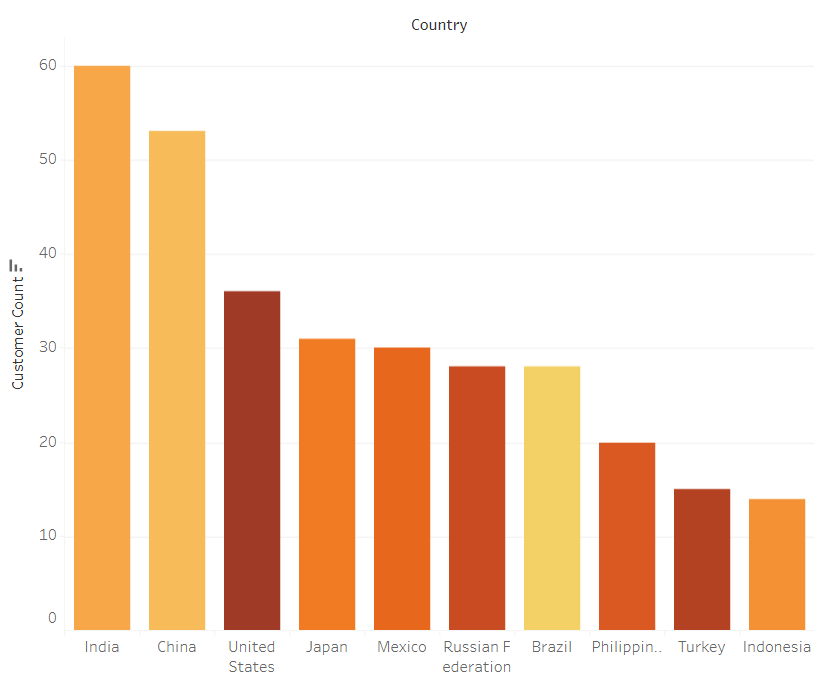 Country
60
50
40
30
20
10
0
Customer Count
India
China
United
States
Japan
Mexico
Russian F
ederation
Brazil
Philippin..
Turkey
Indonesia